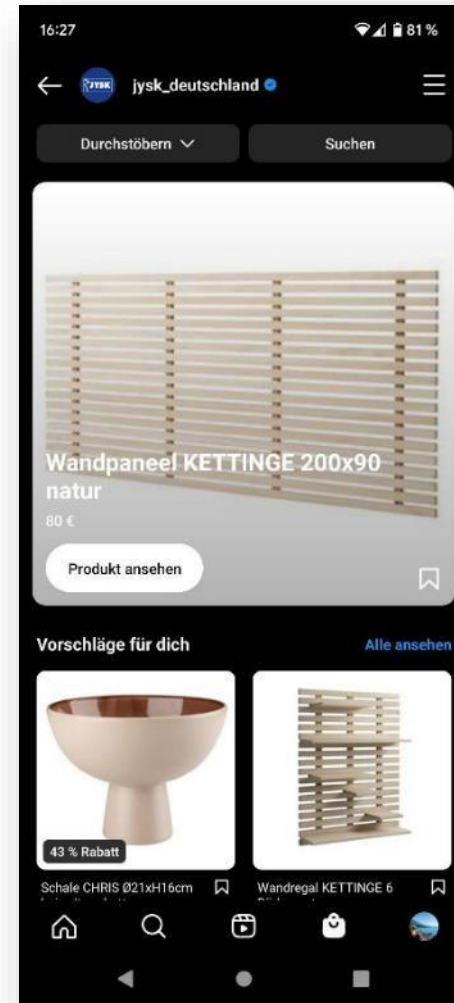 16:27
81 %
JYSK
jysk_deutschland
Durchstöbern
Suchen
Wandpaneel KETTINGE 200x90
natur
80 €
Produkt ansehen
Vorschläge für dich
Alle ansehen
43 % Rabatt
Schale CHRIS Ø21xH16cm
Wandregal KETTINGE 6